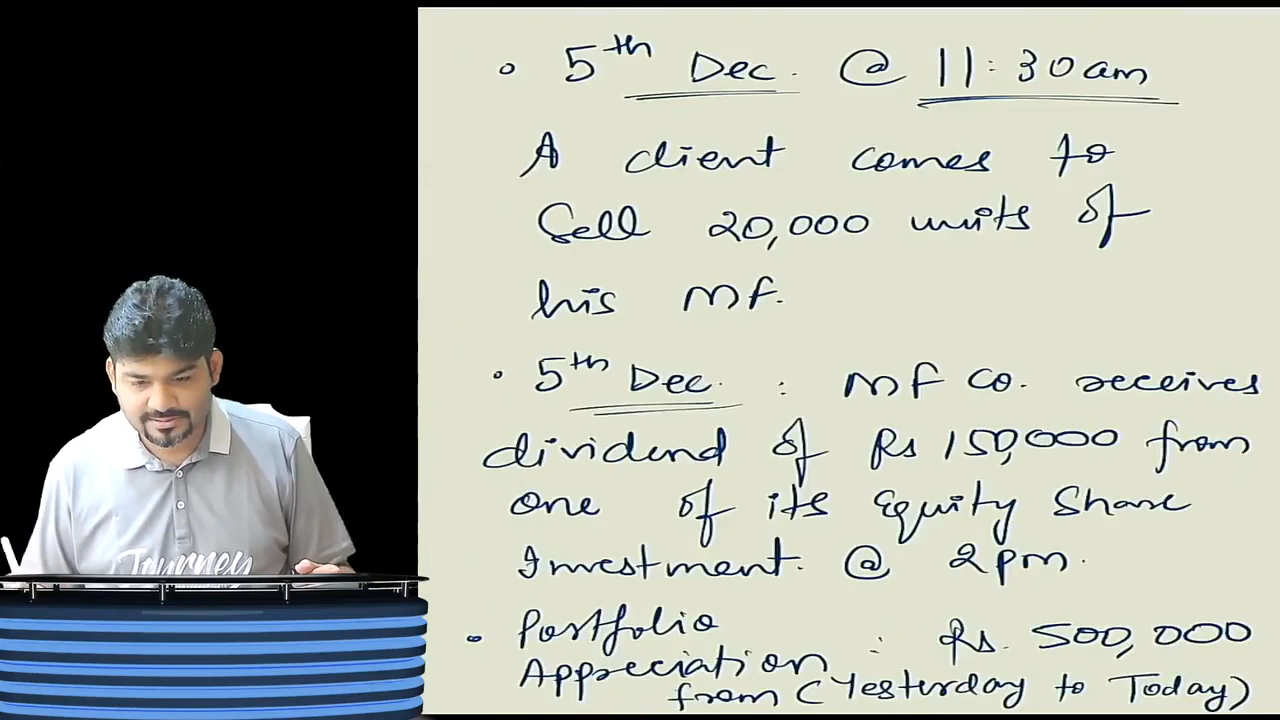 5th Dec. @ 11:30am
A client comes to
Sell 20,000 units of
his MF.
5th Dec. : MF Co. receives
dividend of Rs 150,000 from
one of its Equity Share
Investment. @ 2pm.
Portfolio
Appreciation : Rs. 500,000
from (Yesterday to Today)
Journey